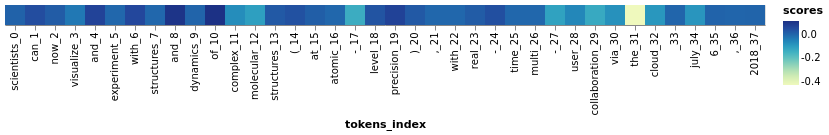 scores
0.0
-0.2
-0.4
scientists_0
can_1
now_2
visualize_3
and_4
experiment_5
with_6
structures_7
and_8
dynamics_9
of_10
complex_11
molecular_12
structures_13
(_14
at_15
atomic_16
-_17
level_18
precision_19
)_20
,_21
with_22
real_23
-_24
time_25
multi_26
-_27
user_28
collaboration_29
via_30
the_31
cloud_32
_33
july_34
6_35
,_36
2018_37
tokens_index